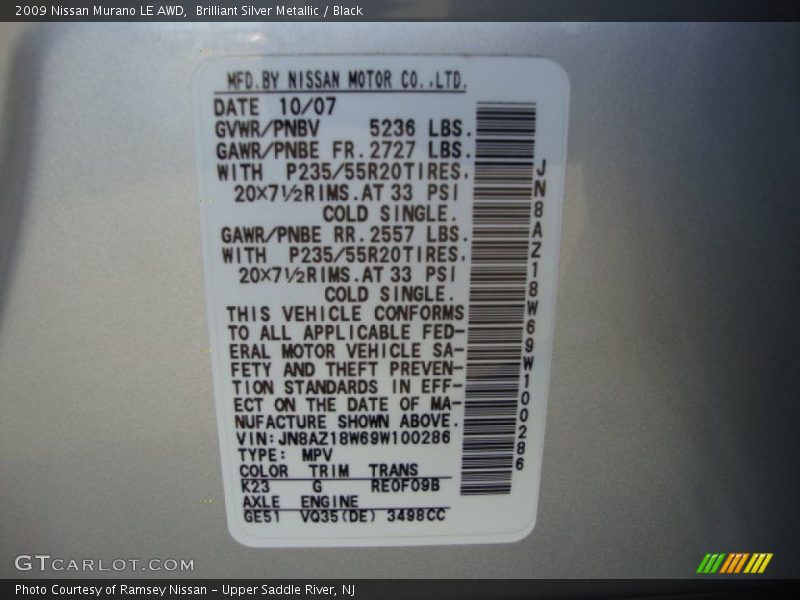 2009 Nissan Murano LE AWD,  Brilliant Silver Metallic / Black
MFD.BY NISSAN MOTOR CO.,LTD.
DATE 10/07
GVWR/PNBV 5236 LBS.
GAWR/PNBE FR. 2727 LBS.
WITH P235/55R20TIRES,
20×7½RIMS.AT 33 PSI
COLD SINGLE.
GAWR/PNBE RR. 2557 LBS.
WITH P235/55R20TIRES,
20×7½RIMS.AT 33 PSI
COLD SINGLE.
THIS VEHICLE CONFORMS
TO ALL APPLICABLE FED-
ERAL MOTOR VEHICLE SA-
FETY AND THEFT PREVEN-
TION STANDARDS IN EFF-
ECT ON THE DATE OF MA-
NUFACTURE SHOWN ABOVE.
VIN:JN8AZ18W69W100286
TYPE: MPV
COLOR TRIM TRANS
K23 G RE0F09B
AXLE ENGINE
GE51 VQ35(DE) 3498CC
JN8AZ18W69W100286
GTCARLOT.COM
Photo Courtesy of Ramsey Nissan - Upper Saddle River, NJ